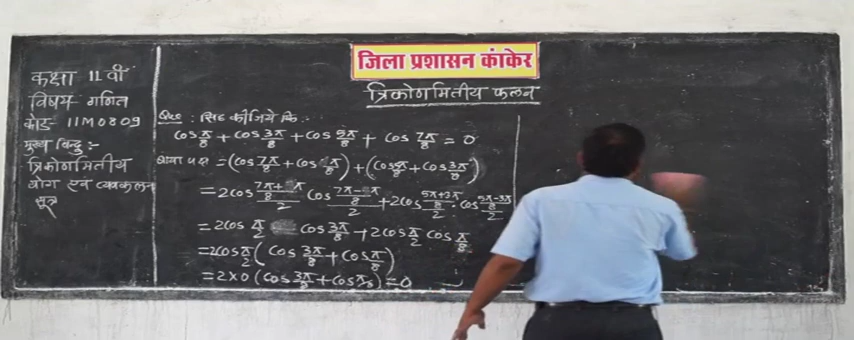 जिला प्रशासन कांकेर
त्रिकोणमितीय फलन
कक्षा 11वीं
विषय- गणित
कोड- 11M0809
मुख्य बिन्दु :-
त्रिकोणमितीय
योग एवं व्यवकलन
सूत्र
सिद्ध कीजिये कि :-
cos π/8 + cos 3π/8 + cos 5π/8 + cos 7π/8 = 0
बायां पक्ष = (cos 7π/8 + cos π/8) + (cos 5π/8 + cos 3π/8)
= 2cos π/2 cos 3π/8 + 2cos π/2 cos π/8
= 2cos π/2 (cos 3π/8 + cos π/8)
= 2×0 (cos 3π/8 + cos π/8) = 0